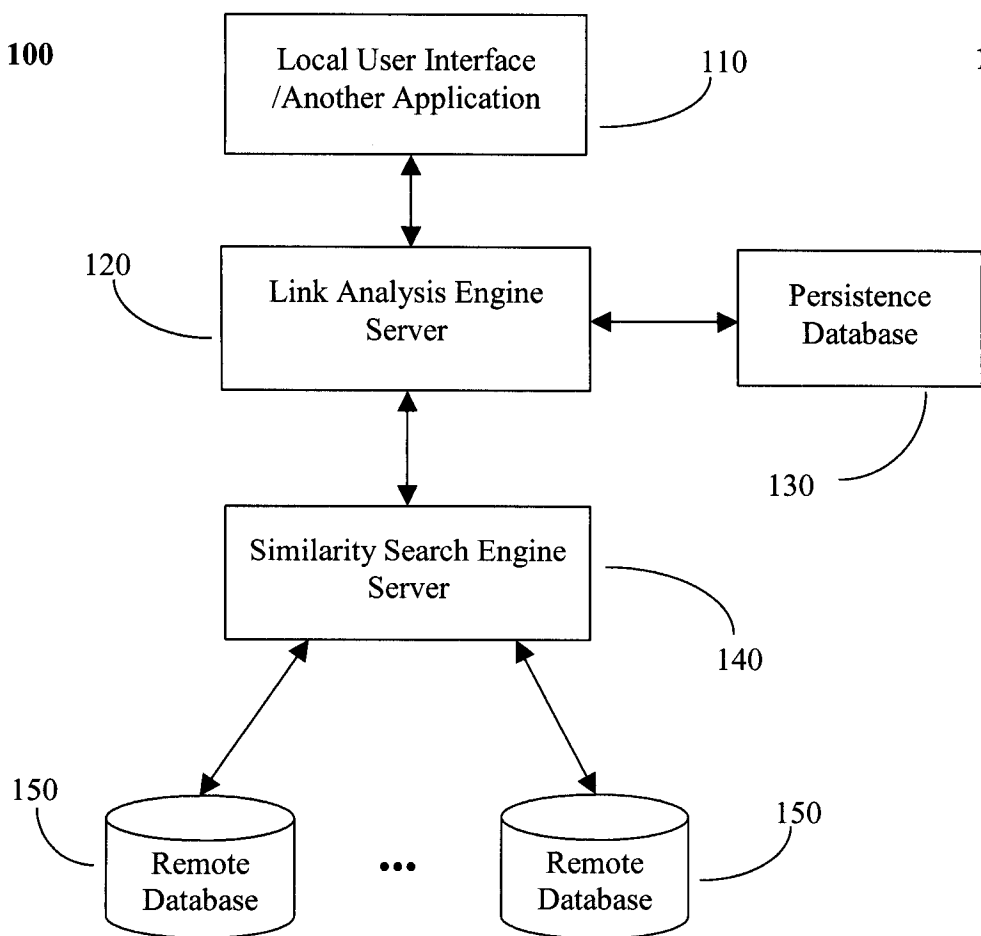 100
Local User Interface
/Another Application
110
120
Link Analysis Engine
Server
Persistence
Database
130
Similarity Search Engine
Server
140
150
Remote
Database
...
Remote
Database
150